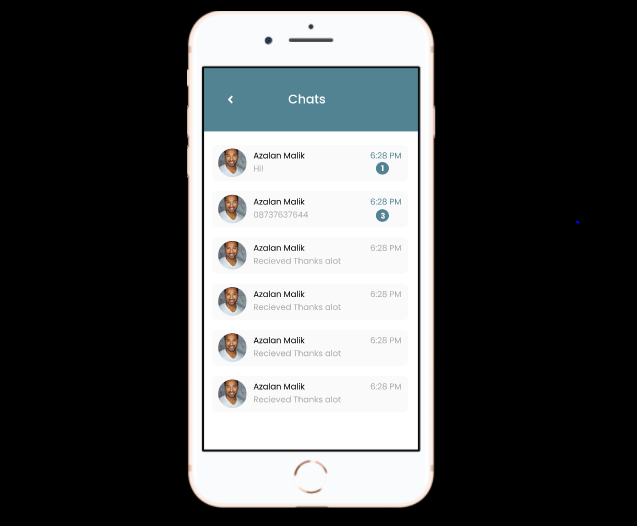 Chats
Azalan Malik 6:28 PM
Hi! 1
Azalan Malik 6:28 PM
08737637644 3
Azalan Malik 6:28 PM
Recieved Thanks alot
Azalan Malik 6:28 PM
Recieved Thanks alot
Azalan Malik 6:28 PM
Recieved Thanks alot
Azalan Malik 6:28 PM
Recieved Thanks alot